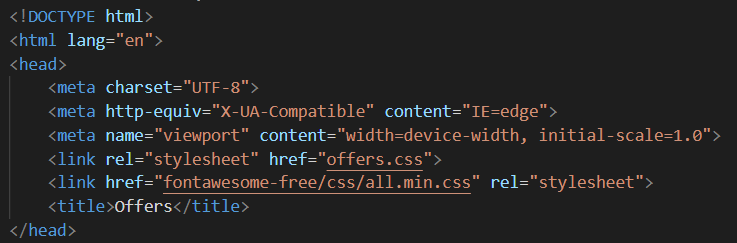 <!DOCTYPE html>
<html lang="en">
<head>
    <meta charset="UTF-8">
    <meta http-equiv="X-UA-Compatible" content="IE=edge">
    <meta name="viewport" content="width=device-width, initial-scale=1.0">
    <link rel="stylesheet" href="offers.css">
    <link href="fontawesome-free/css/all.min.css" rel="stylesheet">
    <title>Offers</title>
</head>